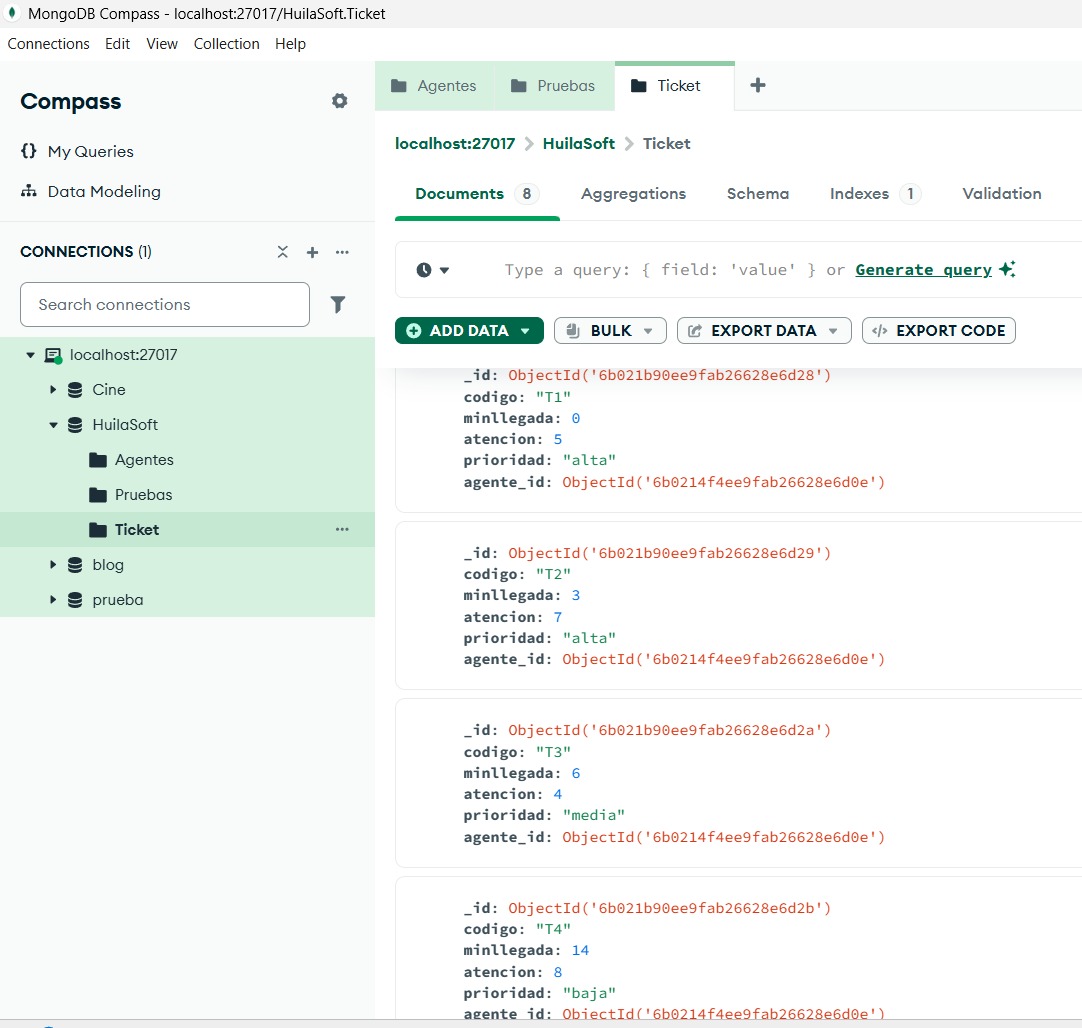 MongoDB Compass - localhost:27017/HuilaSoft.Ticket
Connections Edit View Collection Help
Compass
My Queries
Data Modeling
CONNECTIONS (1)
Search connections
localhost:27017
Cine
HuilaSoft
Agentes
Pruebas
Ticket
blog
prueba
Agentes Pruebas Ticket
localhost:27017 > HuilaSoft > Ticket
Documents 8 Aggregations Schema Indexes 1 Validation
Type a query: { field: 'value' } or Generate query
ADD DATA BULK EXPORT DATA EXPORT CODE
_id: ObjectId('6b021b90ee9fab26628e6d28')
codigo: "T1"
minllegada: 0
atencion: 5
prioridad: "alta"
agente_id: ObjectId('6b0214f4ee9fab26628e6d0e')
_id: ObjectId('6b021b90ee9fab26628e6d29')
codigo: "T2"
minllegada: 3
atencion: 7
prioridad: "alta"
agente_id: ObjectId('6b0214f4ee9fab26628e6d0e')
_id: ObjectId('6b021b90ee9fab26628e6d2a')
codigo: "T3"
minllegada: 6
atencion: 4
prioridad: "media"
agente_id: ObjectId('6b0214f4ee9fab26628e6d0e')
_id: ObjectId('6b021b90ee9fab26628e6d2b')
codigo: "T4"
minllegada: 14
atencion: 8
prioridad: "baja"
agente_id: ObjectId('6b0214f4ee9fab26628e6d0e')